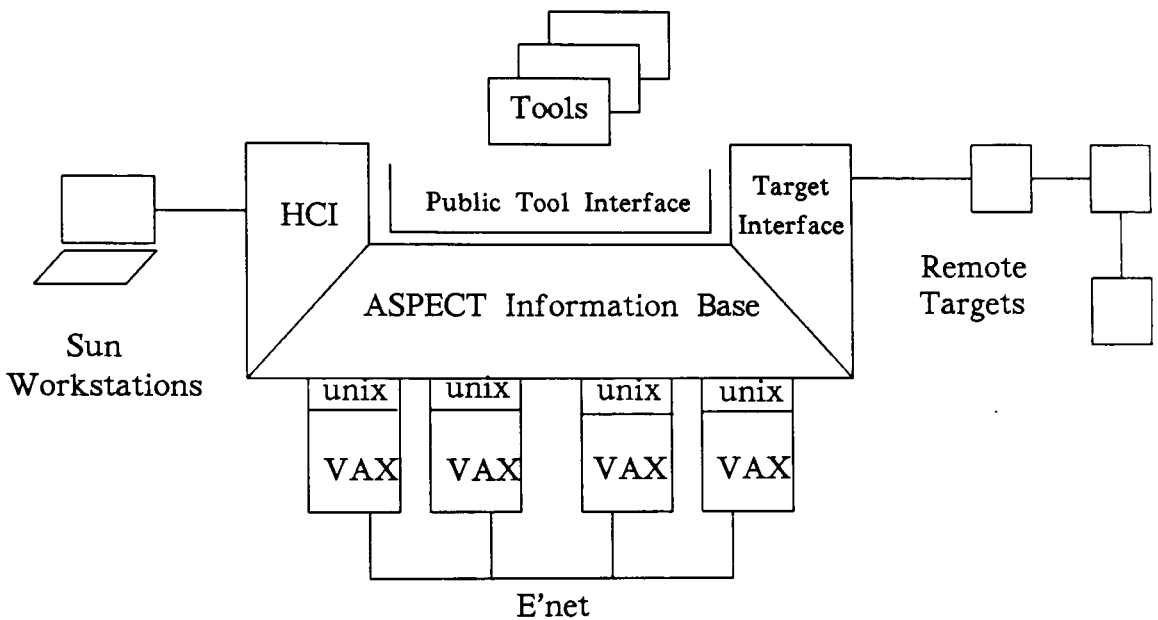 Tools
Public Tool Interface
HCI
Target
Interface
ASPECT Information Base
Sun
Workstations
Remote
Targets
unix
unix
unix
unix
VAX
VAX
VAX
VAX
E'net